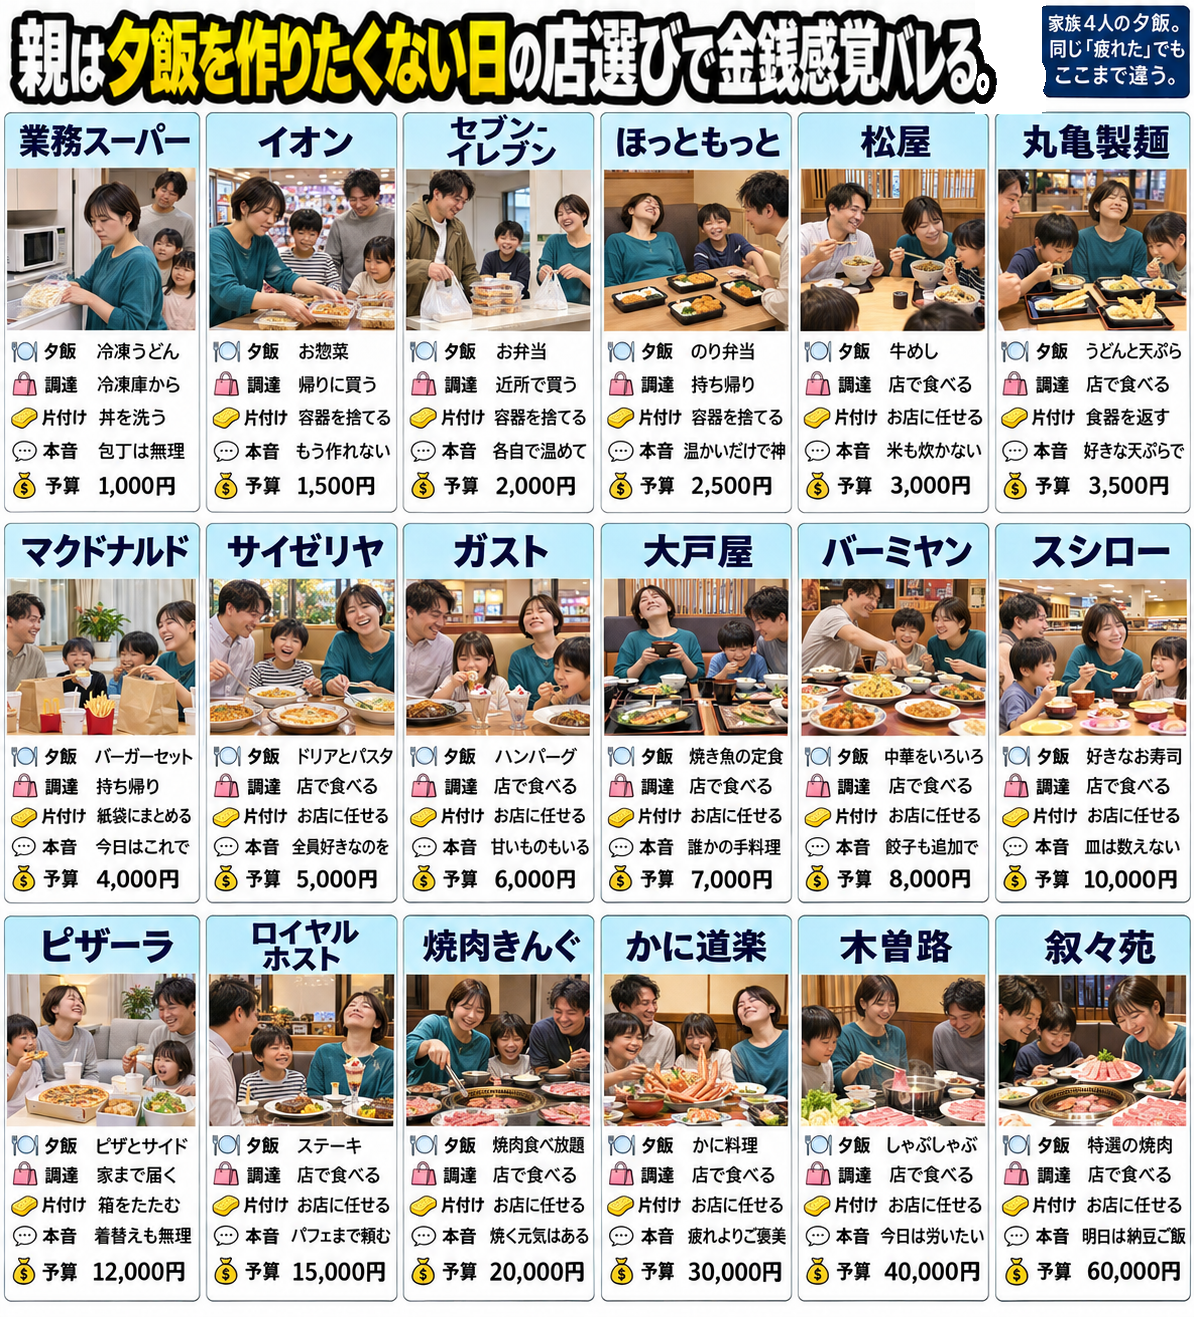 親は夕飯を作りたくない日の店選びで金銭感覚バレる。
家族4人の夕飯。
同じ「疲れた」でも
ここまで違う。
業務スーパー
夕飯 冷凍うどん
調達 冷凍庫から
片付け 丼を洗う
本音 包丁は無理
予算 1,000円
イオン
夕飯 お惣菜
調達 帰りに買う
片付け 容器を捨てる
本音 もう作れない
予算 1,500円
セブン-
イレブン
夕飯 お弁当
調達 近所で買う
片付け 容器を捨てる
本音 各自で温めて
予算 2,000円
ほっともっと
夕飯 のり弁当
調達 持ち帰り
片付け 容器を捨てる
本音 温かいだけで神
予算 2,500円
松屋
夕飯 牛めし
調達 店で食べる
片付け お店に任せる
本音 米も炊かない
予算 3,000円
丸亀製麺
夕飯 うどんと天ぷら
調達 店で食べる
片付け 食器を返す
本音 好きな天ぷらで
予算 3,500円
マクドナルド
夕飯 バーガーセット
調達 持ち帰り
片付け 紙袋にまとめる
本音 今日はこれで
予算 4,000円
サイゼリヤ
夕飯 ドリアとパスタ
調達 店で食べる
片付け お店に任せる
本音 全員好きなのを
予算 5,000円
ガスト
夕飯 ハンバーグ
調達 店で食べる
片付け お店に任せる
本音 甘いものもいる
予算 6,000円
大戸屋
夕飯 焼き魚の定食
調達 店で食べる
片付け お店に任せる
本音 誰かの手料理
予算 7,000円
バーミヤン
夕飯 中華をいろいろ
調達 店で食べる
片付け お店に任せる
本音 餃子も追加で
予算 8,000円
スシロー
夕飯 好きなお寿司
調達 店で食べる
片付け お店に任せる
本音 皿は数えない
予算 10,000円
ピザーラ
夕飯 ピザとサイド
調達 家まで届く
片付け 箱をたたむ
本音 着替えも無理
予算 12,000円
ロイヤル
ホスト
夕飯 ステーキ
調達 店で食べる
片付け お店に任せる
本音 パフェまで頼む
予算 15,000円
焼肉きんぐ
夕飯 焼肉食べ放題
調達 店で食べる
片付け お店に任せる
本音 焼く元気はある
予算 20,000円
かに道楽
夕飯 かに料理
調達 店で食べる
片付け お店に任せる
本音 疲れよりご褒美
予算 30,000円
木曽路
夕飯 しゃぶしゃぶ
調達 店で食べる
片付け お店に任せる
本音 今日は労いたい
予算 40,000円
叙々苑
夕飯 特選の焼肉
調達 店で食べる
片付け お店に任せる
本音 明日は納豆ご飯
予算 60,000円